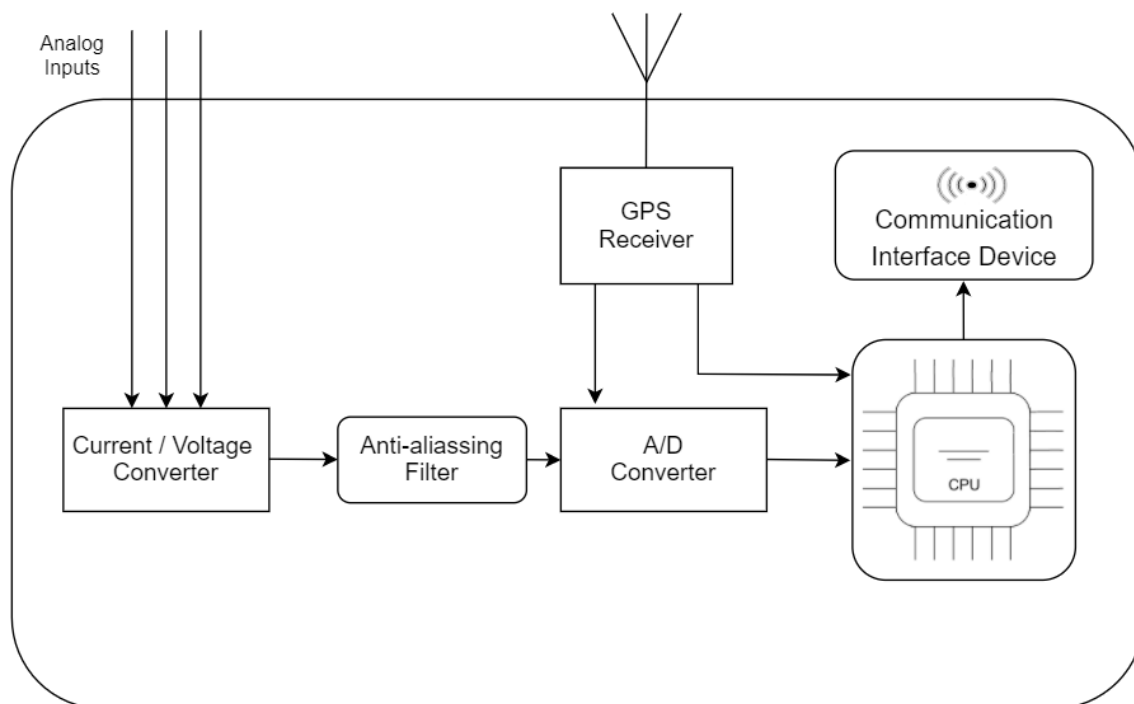 Analog
Inputs
GPS
Receiver
Communication
Interface Device
Current / Voltage
Converter
Anti-aliassing
Filter
A/D
Converter
CPU